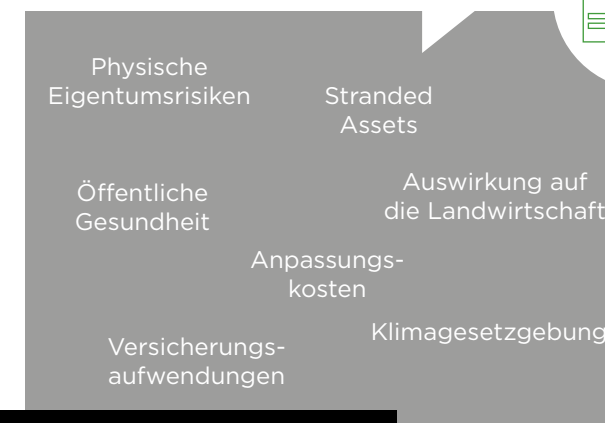 Physische
Eigentumsrisiken
Stranded
Assets
Öffentliche
Gesundheit
Auswirkung auf
die Landwirtschaft
Anpassungs-
kosten
Klimagesetzgebung
Versicherungs-
aufwendungen